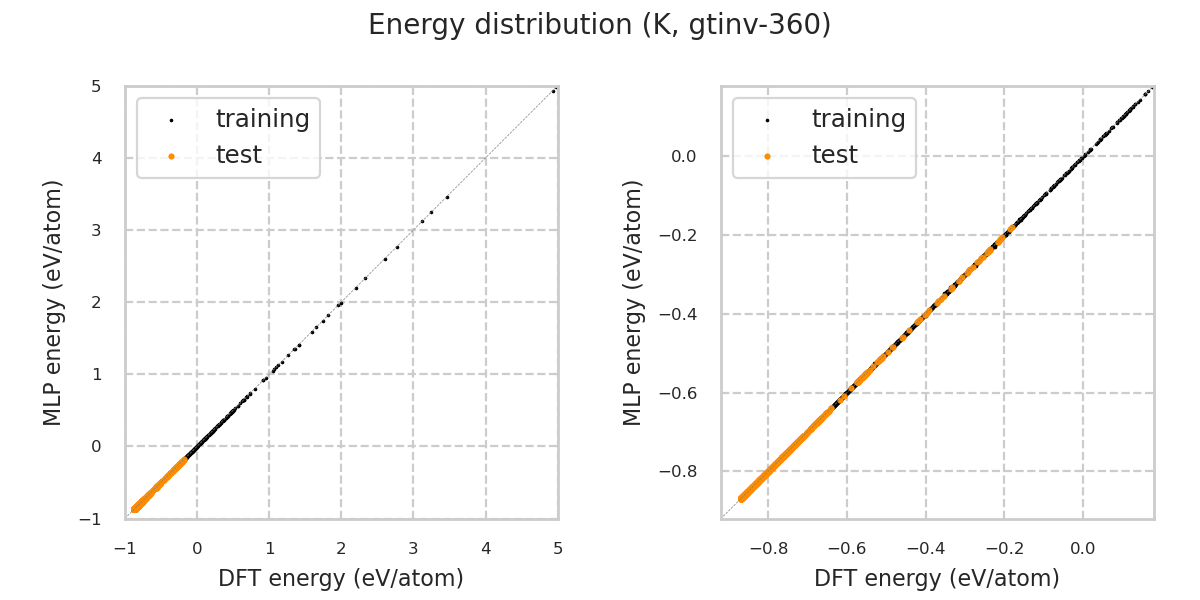 Energy distribution (K, gtinv-360)
training
test
MLP energy (eV/atom)
5
4
3
2
1
0
−1
−1
0
1
2
3
4
5
DFT energy (eV/atom)
training
test
MLP energy (eV/atom)
0.0
−0.2
−0.4
−0.6
−0.8
−0.8
−0.6
−0.4
−0.2
0.0
DFT energy (eV/atom)